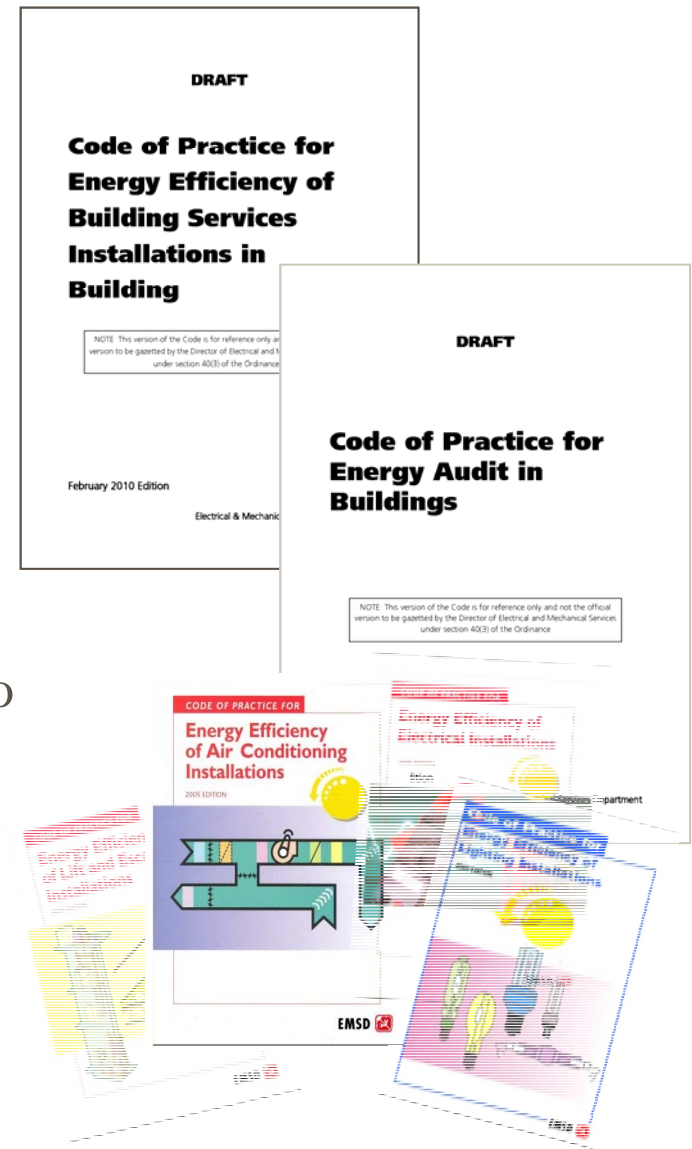 DRAFT
Code of Practice for
Energy Efficiency of
Building Services
Installations in
Building
NOTE This version of the Code is for reference only
version to be gazetted by the Director of Electrical and
under section 40(3) of the Ordinance
February 2010 Edition
Electrical &
DRAFT
Code of Practice for
Energy Audit in
Buildings
NOTE This version of the Code is for reference only and not the official
version to be gazetted by the Director of Electrical and Mechanical Services
under section 40(3) of the Ordinance
CODE OF PRACTICE FOR
Energy Efficiency
of Air Conditioning
Installations
2005 EDITION
EMSD
Energy Efficiency of
Electrical Installations
Code of Practice for
Energy Efficiency of
Lighting Installations